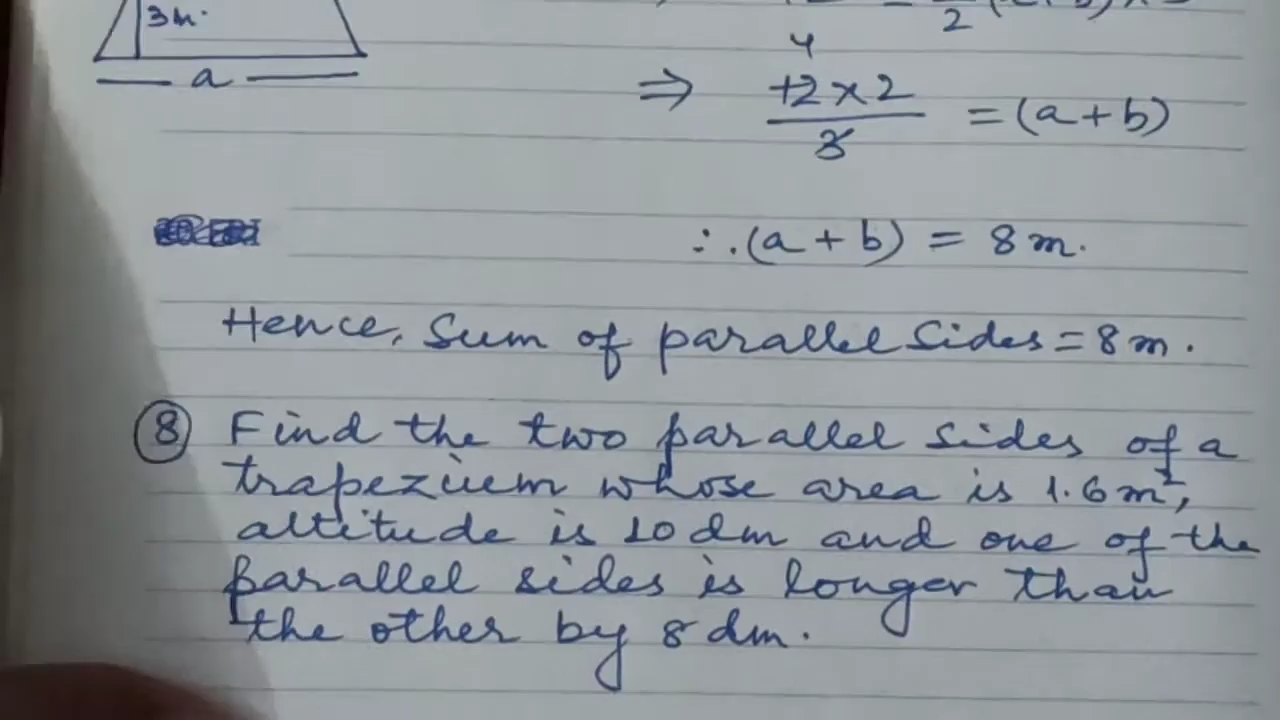 3m.
2
a
4
⇒ 12 x 2 / 3 = (a + b)
∴ (a + b) = 8 m.
Hence, Sum of parallel Sides = 8 m.
8 Find the two parallel sides of a
trapezium whose area is 1.6 m²,
altitude is 10 dm and one of the
parallel sides is longer than
the other by 8 dm.